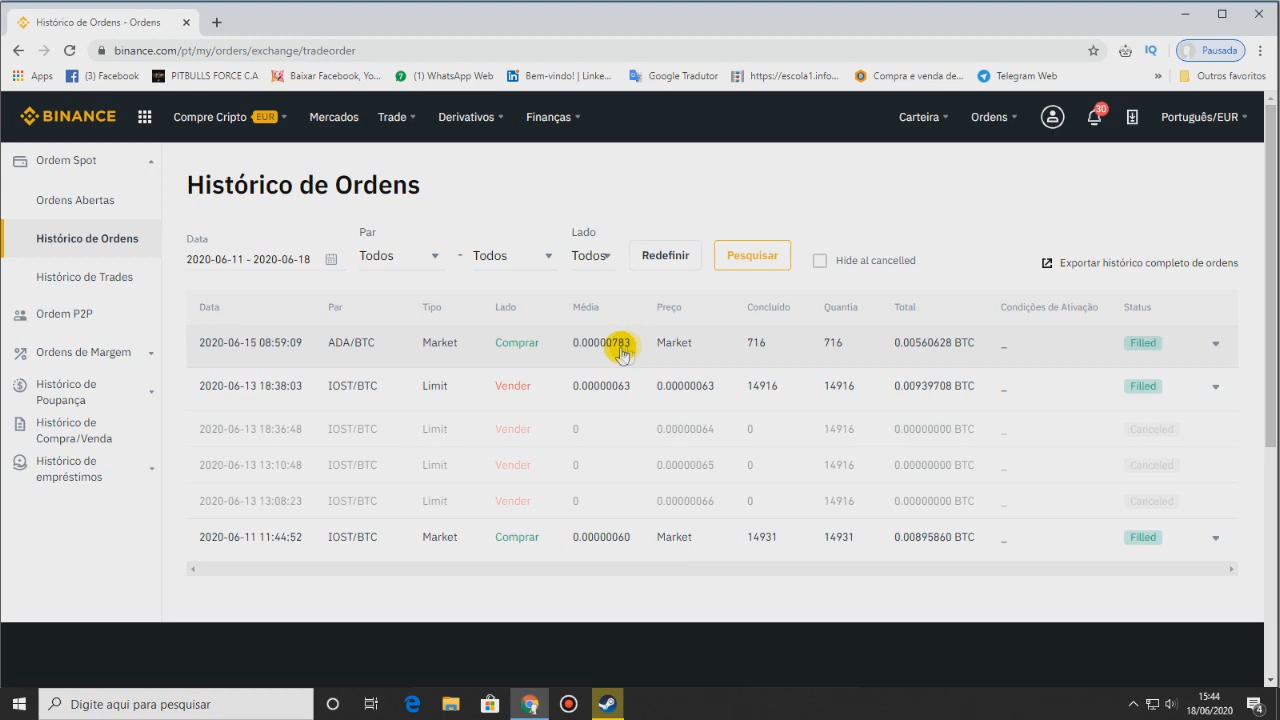 Histórico de Ordens - Ordens
binance.com/pt/my/orders/exchange/tradeorder
IQ
Pausada
Apps
(3) Facebook
PITBULLS FORCE C.A
Baixar Facebook, Yo...
(1) WhatsApp Web
Bem-vindo! | Linke...
Google Tradutor
https://escola1.info...
Compra e venda de...
Telegram Web
»
Outros favoritos
BINANCE
Compre Cripto EUR
Mercados
Trade
Derivativos
Finanças
Carteira
Ordens
30
Português/EUR
Ordem Spot
Ordens Abertas
Histórico de Ordens
Histórico de Trades
Ordem P2P
Ordens de Margem
Histórico de
Poupança
Histórico de
Compra/Venda
Histórico de
empréstimos
Histórico de Ordens
Data
2020-06-11 - 2020-06-18
Par
Todos - Todos
Lado
Todos
Redefinir
Pesquisar
Hide al cancelled
Exportar histórico completo de ordens
Data Par Tipo Lado Média Preço Concluído Quantia Total Condições de Ativação Status
2020-06-15 08:59:09 ADA/BTC Market Comprar 0.00000783 Market 716 716 0.00560628 BTC _ Filled
2020-06-13 18:38:03 IOST/BTC Limit Vender 0.00000063 0.00000063 14916 14916 0.00939708 BTC _ Filled
2020-06-13 18:36:48 IOST/BTC Limit Vender 0 0.00000064 0 14916 0.00000000 BTC _ Canceled
2020-06-13 13:10:48 IOST/BTC Limit Vender 0 0.00000065 0 14916 0.00000000 BTC _ Canceled
2020-06-13 13:08:23 IOST/BTC Limit Vender 0 0.00000066 0 14916 0.00000000 BTC _ Canceled
2020-06-11 11:44:52 IOST/BTC Market Comprar 0.00000060 Market 14931 14931 0.00895860 BTC _ Filled
Digite aqui para pesquisar
15:44
18/06/2020
4